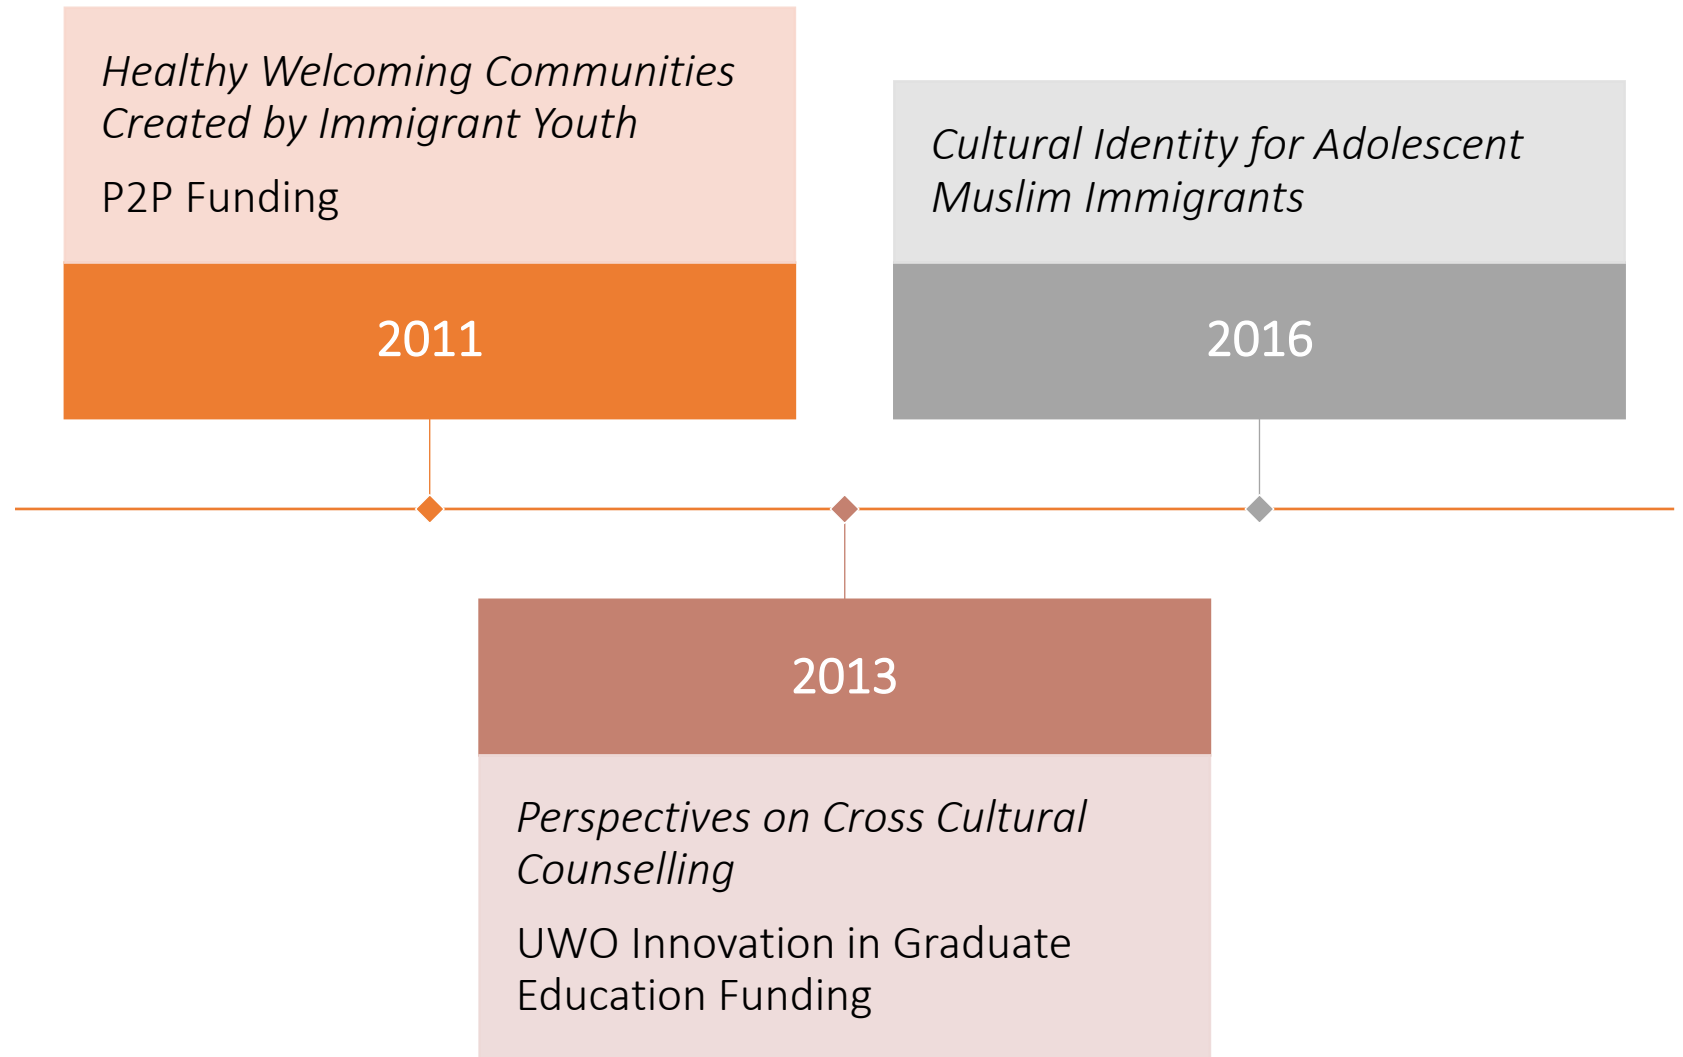 Healthy Welcoming Communities
Created by Immigrant Youth
P2P Funding
2011
Cultural Identity for Adolescent
Muslim Immigrants
2016
2013
Perspectives on Cross Cultural
Counselling
UWO Innovation in Graduate
Education Funding